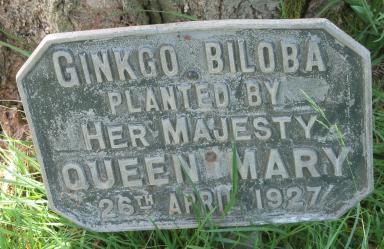 GINKGO BILOBA
PLANTED BY
HER MAJESTY
QUEEN MARY
26TH APRIL 1927